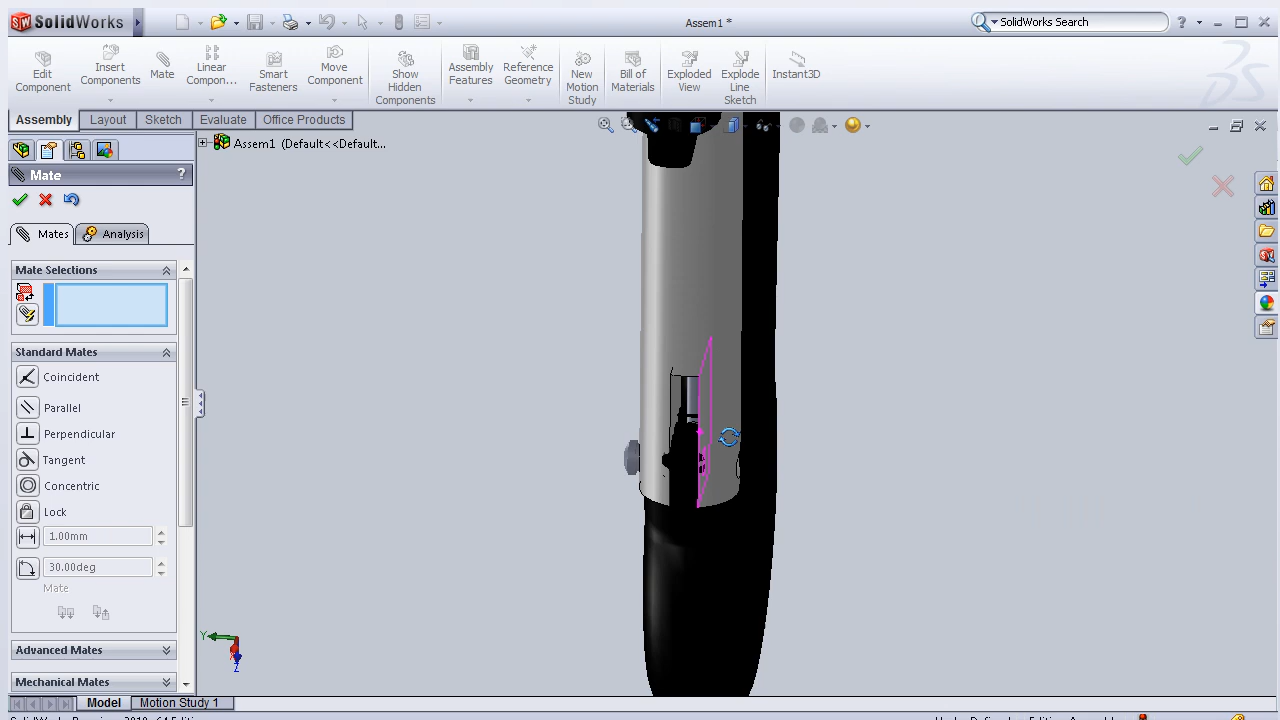 SolidWorks
Assem1 *
SolidWorks Search
?
Edit Component
Insert Components
Mate
Linear Compon...
Smart Fasteners
Move Component
Show Hidden Components
Assembly Features
Reference Geometry
New Motion Study
Bill of Materials
Exploded View
Explode Line Sketch
Instant3D
Assembly
Layout
Sketch
Evaluate
Office Products
Assem1 (Default<<Default...
Mate
?
Mates
Analysis
Mate Selections
Standard Mates
Coincident
Parallel
Perpendicular
Tangent
Concentric
Lock
1.00mm
30.00deg
Mate
Advanced Mates
Mechanical Mates
Y
Z
Model
Motion Study 1